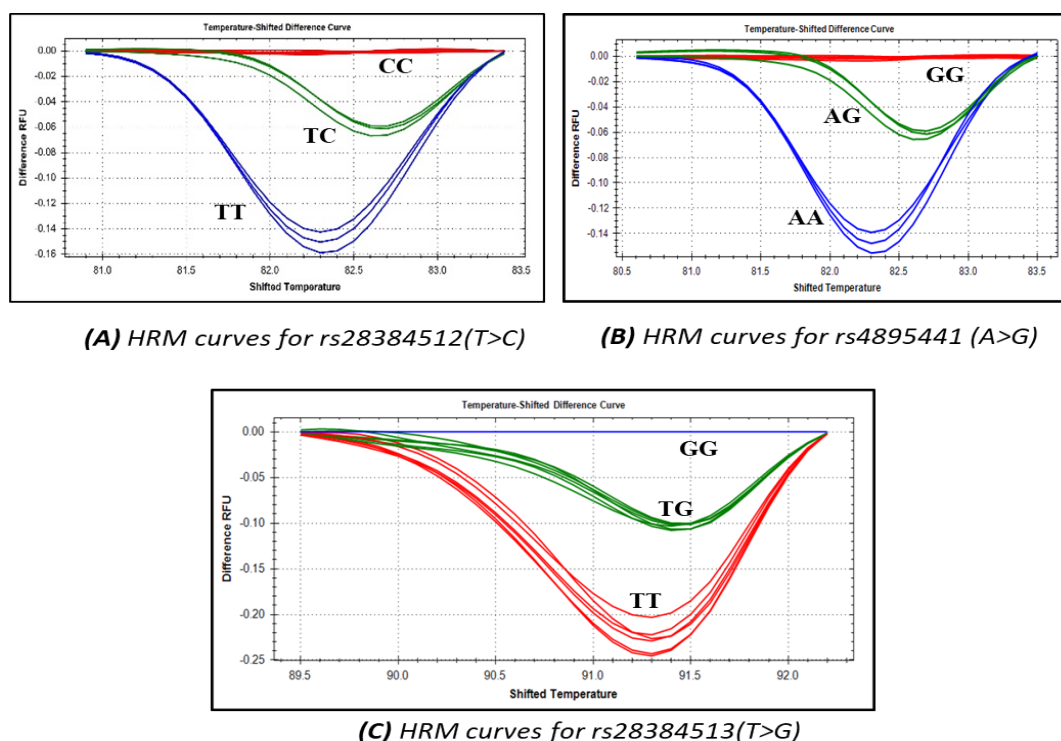 Temperature-Shifted Difference Curve
0.00
-0.02
-0.04
-0.06
-0.08
-0.10
-0.12
-0.14
-0.16
Difference RFU
CC
TC
TT
81.0 81.5 82.0 82.5 83.0 83.5
Shifted Temperature
Temperature-Shifted Difference Curve
0.00
-0.02
-0.04
-0.06
-0.08
-0.10
-0.12
-0.14
Difference RFU
GG
AG
AA
80.5 81.0 81.5 82.0 82.5 83.0 83.5
Shifted Temperature
(A) HRM curves for rs28384512(T>C)
(B) HRM curves for rs4895441 (A>G)
Temperature-Shifted Difference Curve
0.00
-0.05
-0.10
-0.15
-0.20
-0.25
Difference RFU
GG
TG
TT
89.5 90.0 90.5 91.0 91.5 92.0
Shifted Temperature
(C) HRM curves for rs28384513(T>G)